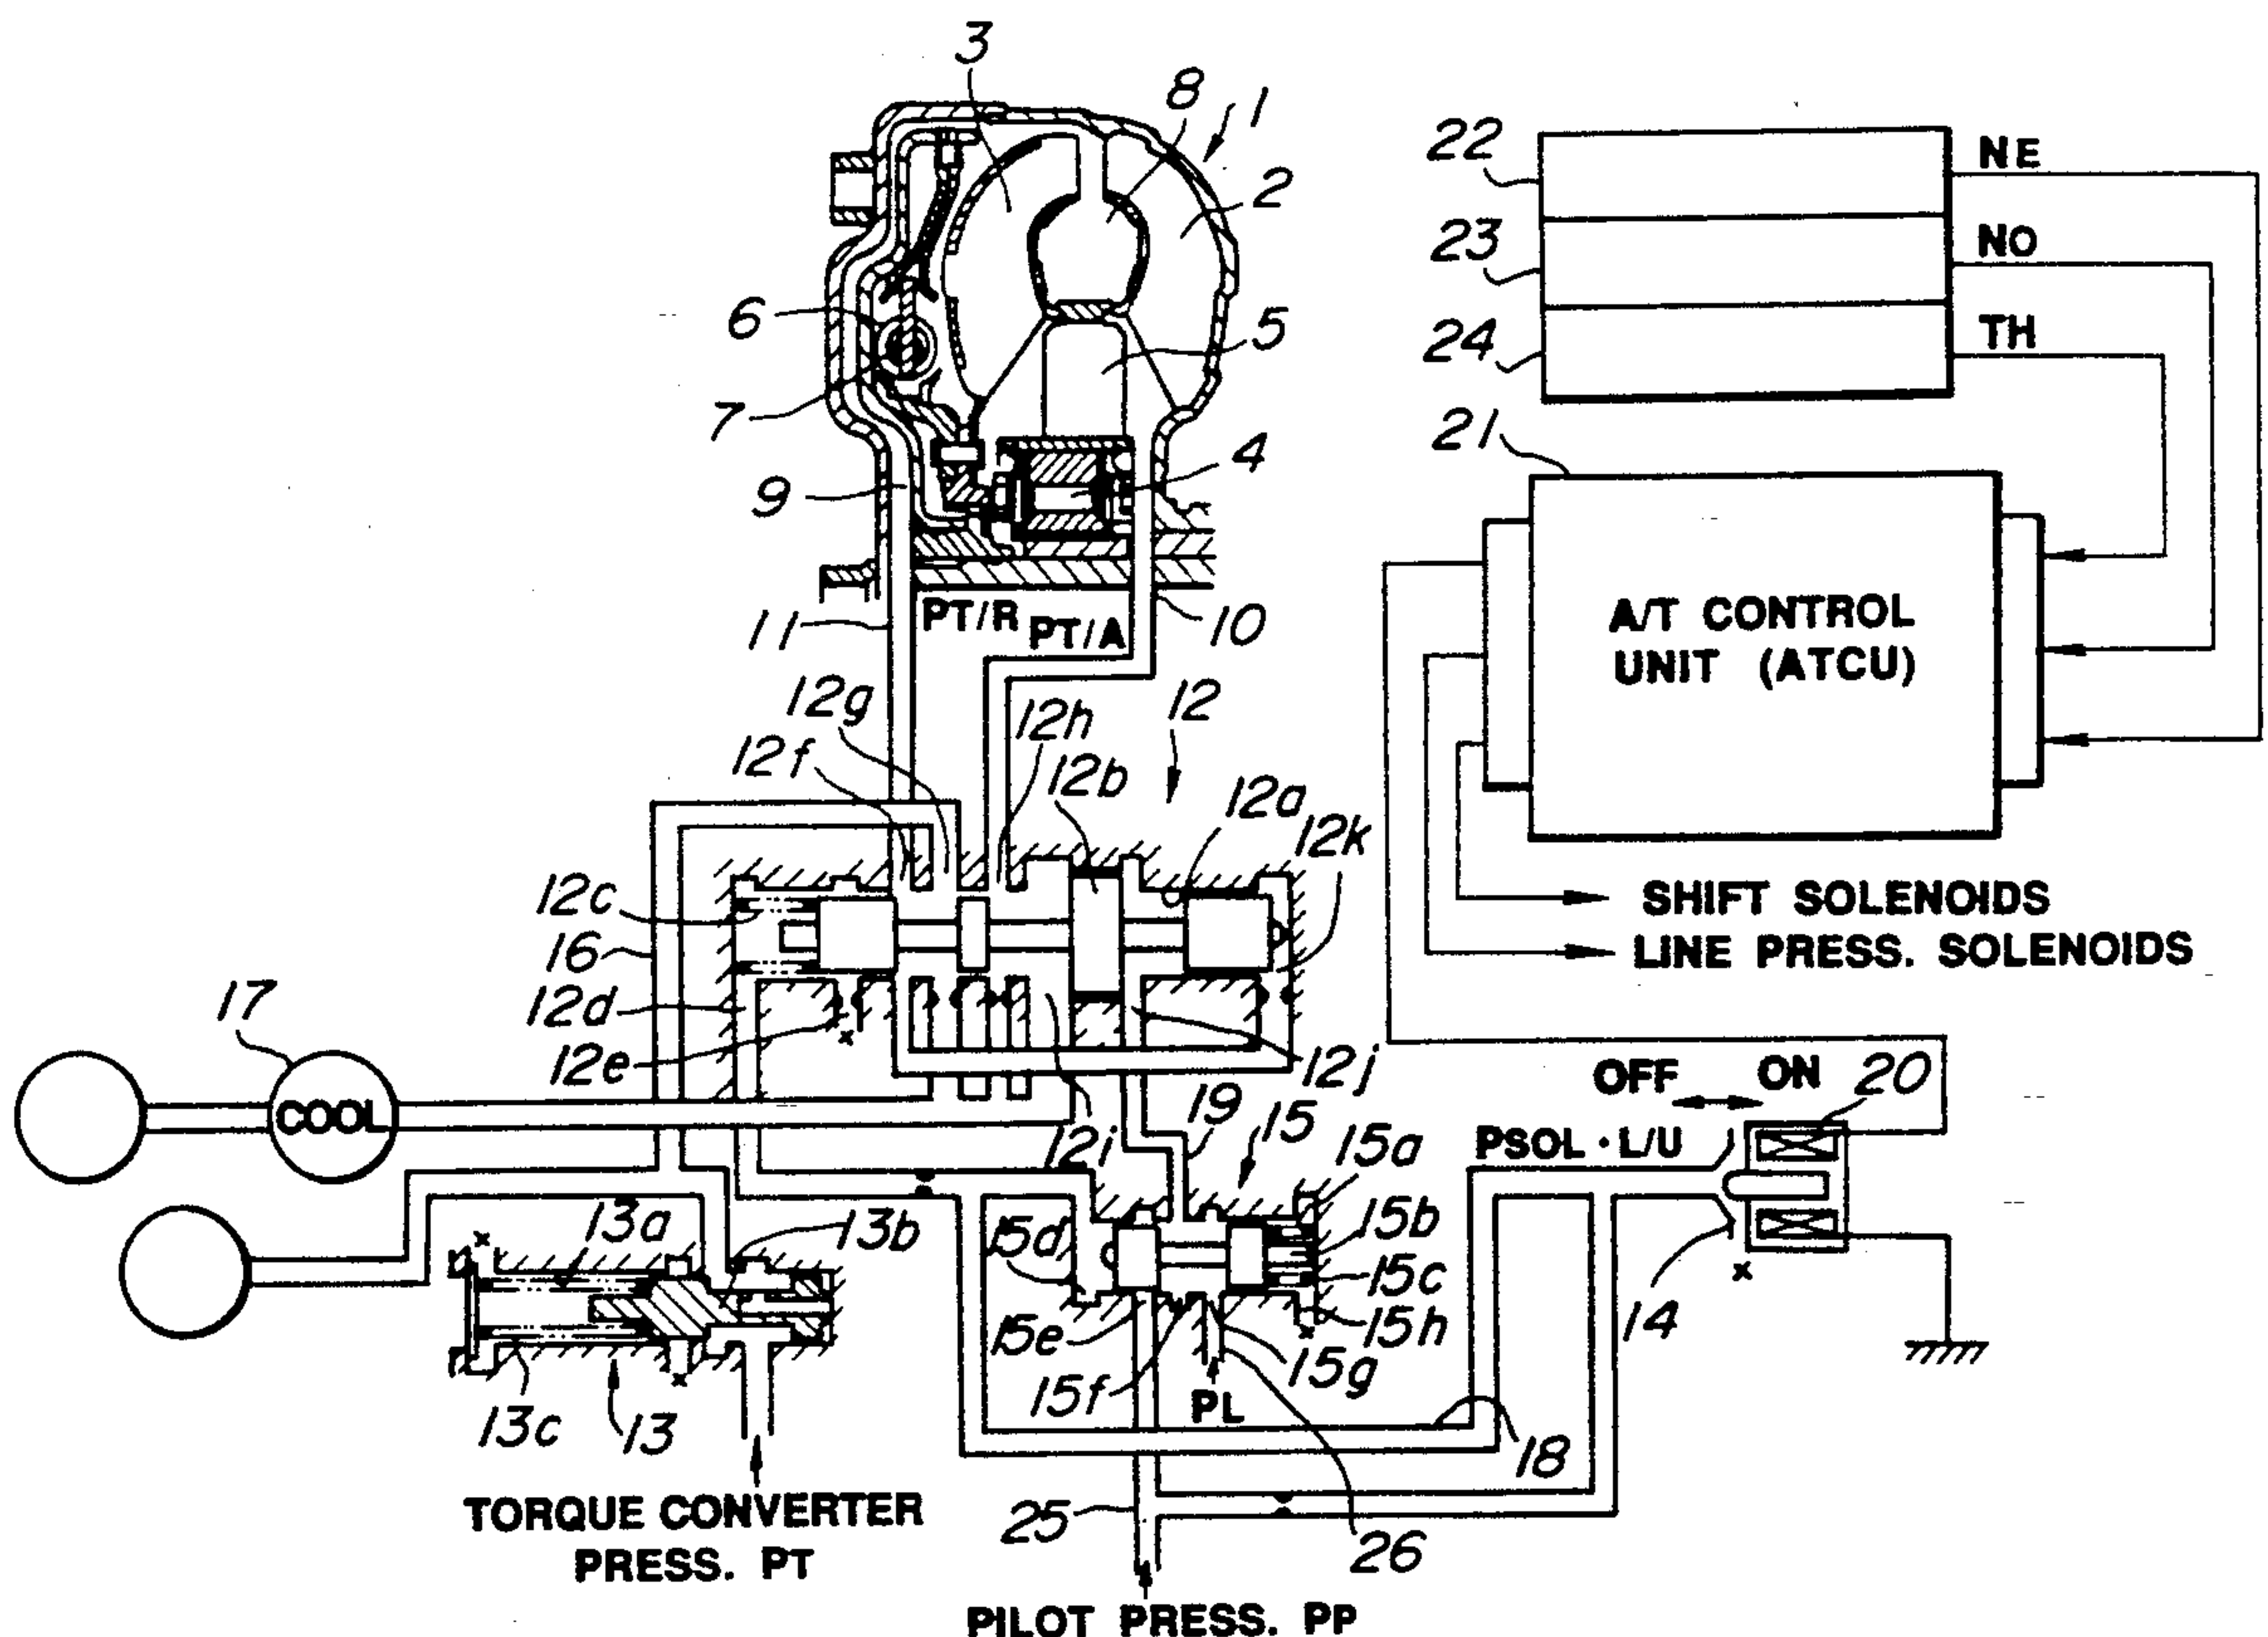 3
8
1
2
22
NE
23
NO
24
TH
6
5
7
21
4
9
11
PT/R
PT/A
10
A/T CONTROL
UNIT (ATCU)
12g
12h
12
12f
12b
12a
12k
12c
SHIFT SOLENOIDS
16
LINE PRESS. SOLENOIDS
12d
17
12e
12j
OFF
ON
20
COOL
19
15
12i
PSOL・L/U
15a
13a
13b
15d
15b
15c
15e
15h
14
15f
15g
PL
13c
13
18
TORQUE CONVERTER
PRESS. PT
25
26
PILOT PRESS. PP